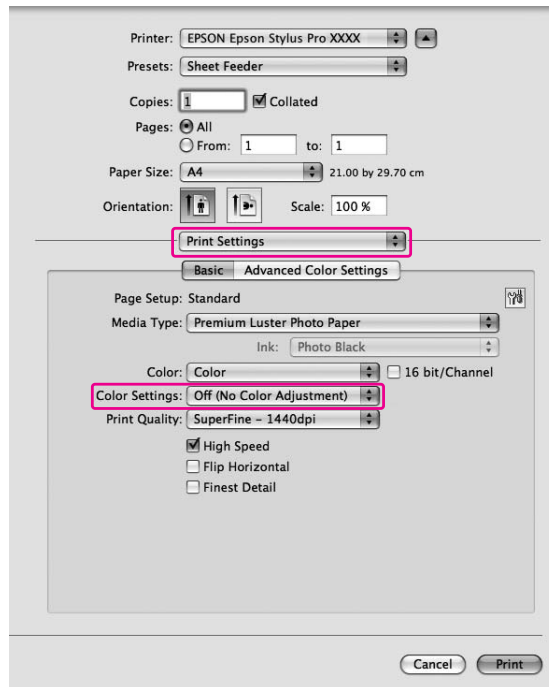 Printer: EPSON Epson Stylus Pro XXXX
Presets: Sheet Feeder
Copies: 1 Collated
Pages: All
From: 1 to: 1
Paper Size: A4 21.00 by 29.70 cm
Orientation: Scale: 100 %
Print Settings
Basic Advanced Color Settings
Page Setup: Standard
Media Type: Premium Luster Photo Paper
Ink: Photo Black
Color: Color 16 bit/Channel
Color Settings: Off (No Color Adjustment)
Print Quality: SuperFine – 1440dpi
High Speed
Flip Horizontal
Finest Detail
Cancel Print